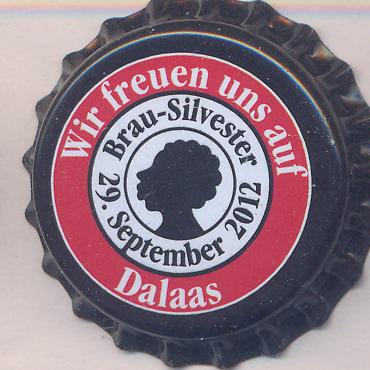 Wir freuen uns auf
Brau-Silvester
29. September 2012
Dalaas